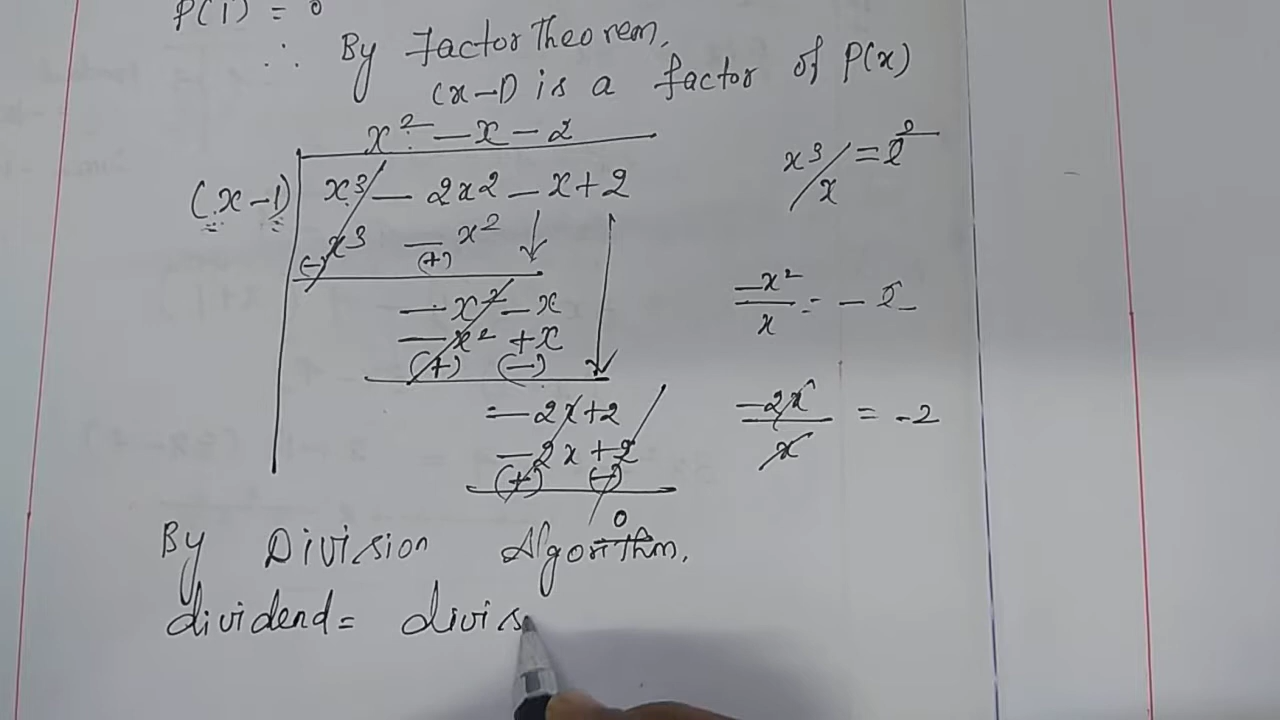 P(1) = 0
∴ By Factor Theorem,
(x-1) is a factor of P(x)
x² - x - 2
(x-1) x³ - 2x2 - x + 2
x³ - x²
(-) (+)
-x² - x
-x² + x
(+) (-)
-2x+2
-2x+2
(+) (-)
0
x³/x =
-x²/x = -
-2x/x = -2
By Division Algorithm,
dividend = divis